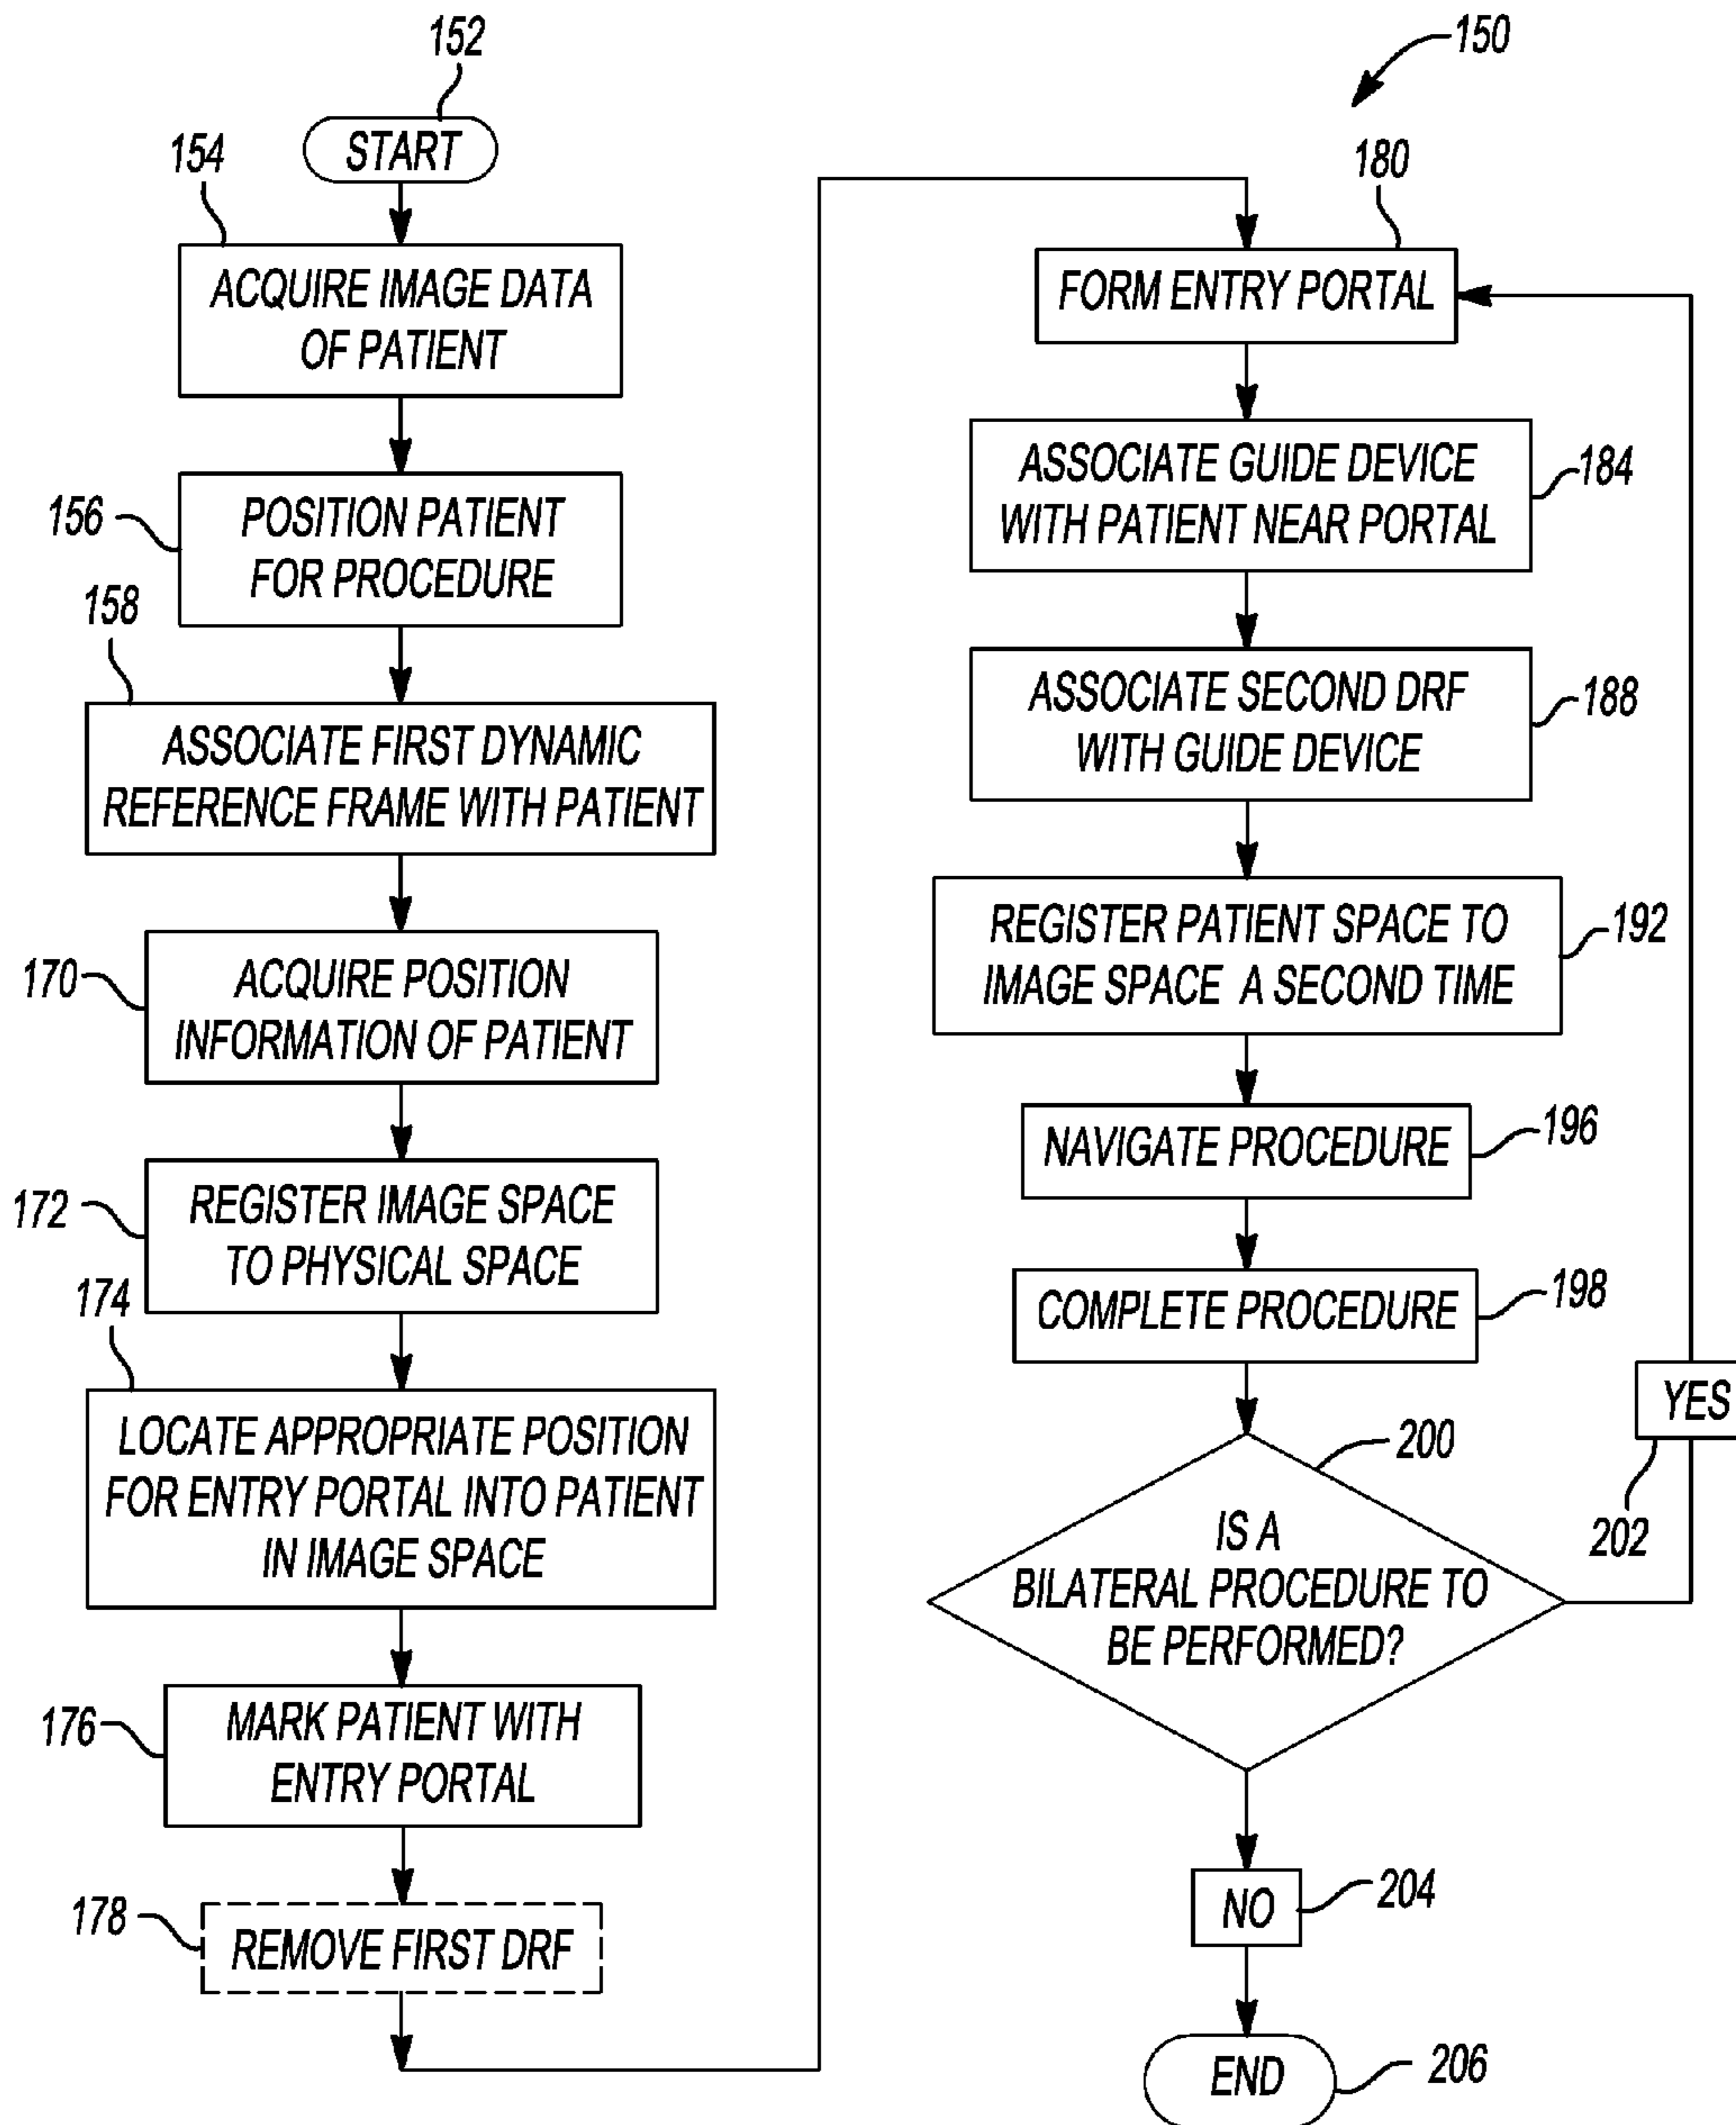 152
START
154
ACQUIRE IMAGE DATA
OF PATIENT
156
POSITION PATIENT
FOR PROCEDURE
158
ASSOCIATE FIRST DYNAMIC
REFERENCE FRAME WITH PATIENT
170
ACQUIRE POSITION
INFORMATION OF PATIENT
172
REGISTER IMAGE SPACE
TO PHYSICAL SPACE
174
LOCATE APPROPRIATE POSITION
FOR ENTRY PORTAL INTO PATIENT
IN IMAGE SPACE
176
MARK PATIENT WITH
ENTRY PORTAL
178
REMOVE FIRST DRF
150
180
FORM ENTRY PORTAL
ASSOCIATE GUIDE DEVICE
WITH PATIENT NEAR PORTAL
184
ASSOCIATE SECOND DRF
WITH GUIDE DEVICE
188
REGISTER PATIENT SPACE TO
IMAGE SPACE A SECOND TIME
192
NAVIGATE PROCEDURE
196
COMPLETE PROCEDURE
198
200
IS A
BILATERAL PROCEDURE TO
BE PERFORMED?
YES
202
NO
204
END
206